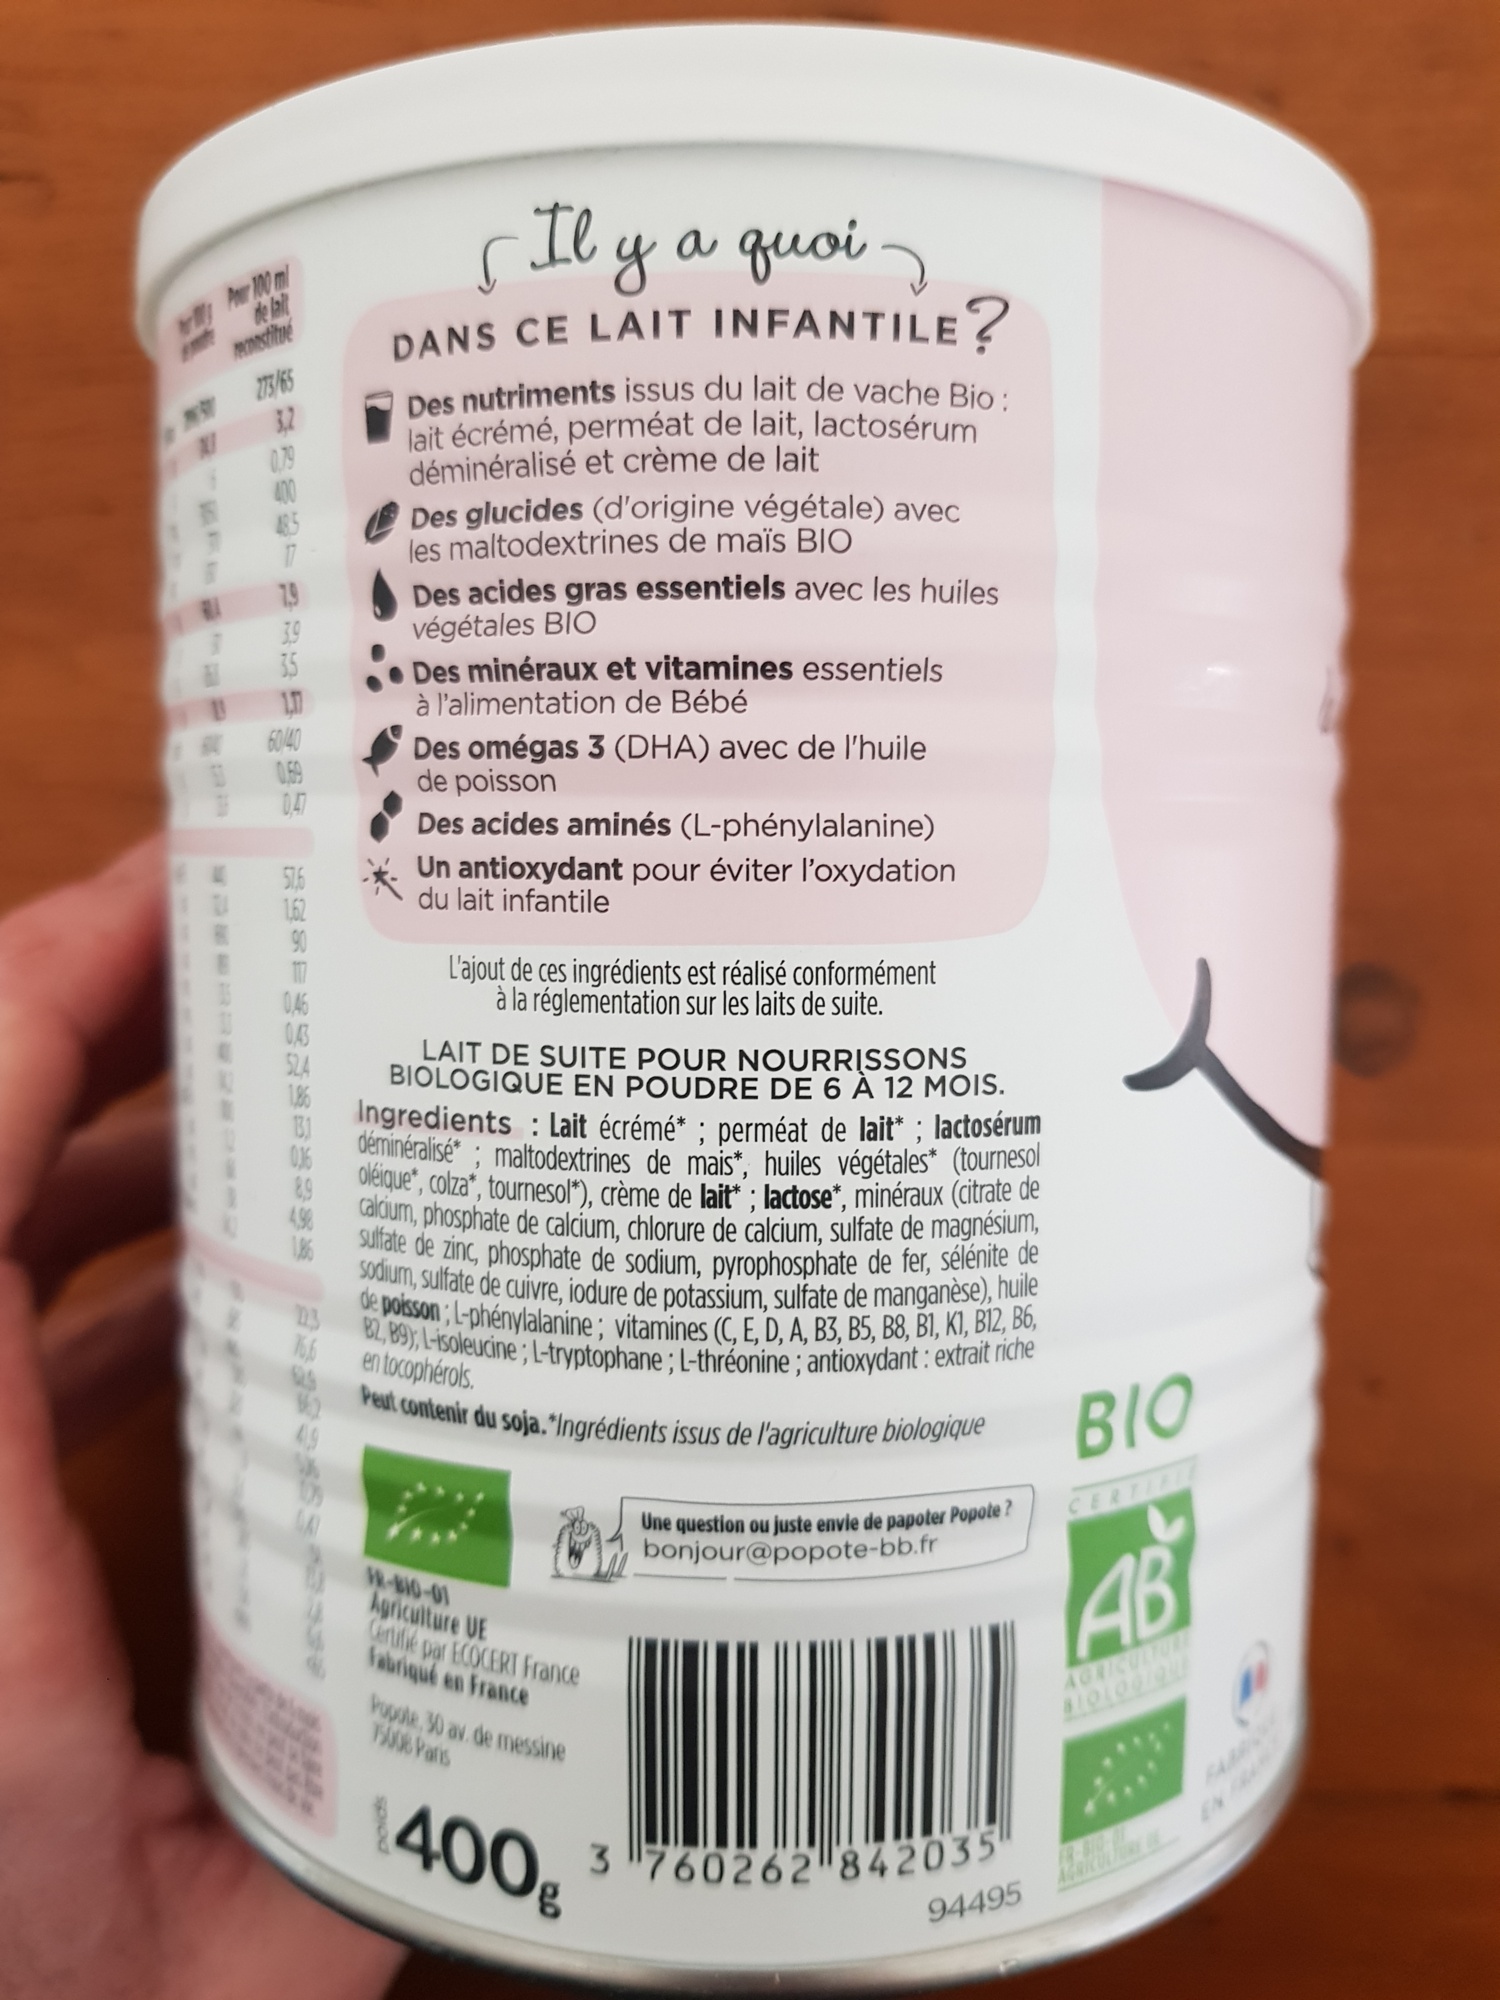 Pour 100 ml
de lait
reconstitué
273/65
3,2
0,79
400
48,5
17
7,9
3,9
3,5
1,17
60/40
0,69
0,47
57,6
1,62
90
117
0,46
0,43
52,4
1,86
13,1
0,16
8,9
4,98
1,86
Il y a quoi
DANS CE LAIT INFANTILE ?
Des nutriments issus du lait de vache Bio :
lait écrémé, perméat de lait, lactosérum
déminéralisé et crème de lait
Des glucides (d'origine végétale) avec
les maltodextrines de maïs BIO
Des acides gras essentiels avec les huiles
végétales BIO
Des minéraux et vitamines essentiels
à l'alimentation de Bébé
Des omégas 3 (DHA) avec de l'huile
de poisson
Des acides aminés (L-phénylalanine)
Un antioxydant pour éviter l'oxydation
du lait infantile
L'ajout de ces ingrédients est réalisé conformément
à la réglementation sur les laits de suite.
LAIT DE SUITE POUR NOURRISSONS
BIOLOGIQUE EN POUDRE DE 6 À 12 MOIS.
Ingredients : Lait écrémé* ; perméat de lait* ; lactosérum
déminéralisé* ; maltodextrines de mais*, huiles végétales* (tournesol
oléique*, colza*, tournesol*), crème de lait* ; lactose*, minéraux (citrate de
calcium, phosphate de calcium, chlorure de calcium, sulfate de magnésium,
sulfate de zinc, phosphate de sodium, pyrophosphate de fer, sélénite de
sodium, sulfate de cuivre, iodure de potassium, sulfate de manganèse), huile
de poisson ; L-phénylalanine ; vitamines (C, E, D, A, B3, B5, B8, B1, K1, B12, B6,
B2, B9); L-isoleucine ; L-tryptophane ; L-thréonine ; antioxydant : extrait riche
en tocophérols.
Peut contenir du soja. *Ingrédients issus de l'agriculture biologique
Une question ou juste envie de papoter Popote ?
bonjour@popote-bb.fr
FR-BIO-01
Agriculture UE
Certifié par ECOCERT France
Fabriqué en France
Popote, 30 av. de messine
75008 Paris
poids
400g
3 760262 842035
94495
BIO
CERTIFIÉ
AB
AGRICULTURE
BIOLOGIQUE
FR-BIO-01
AGRICULTURE UE
FABRIQUÉ
EN FRANCE